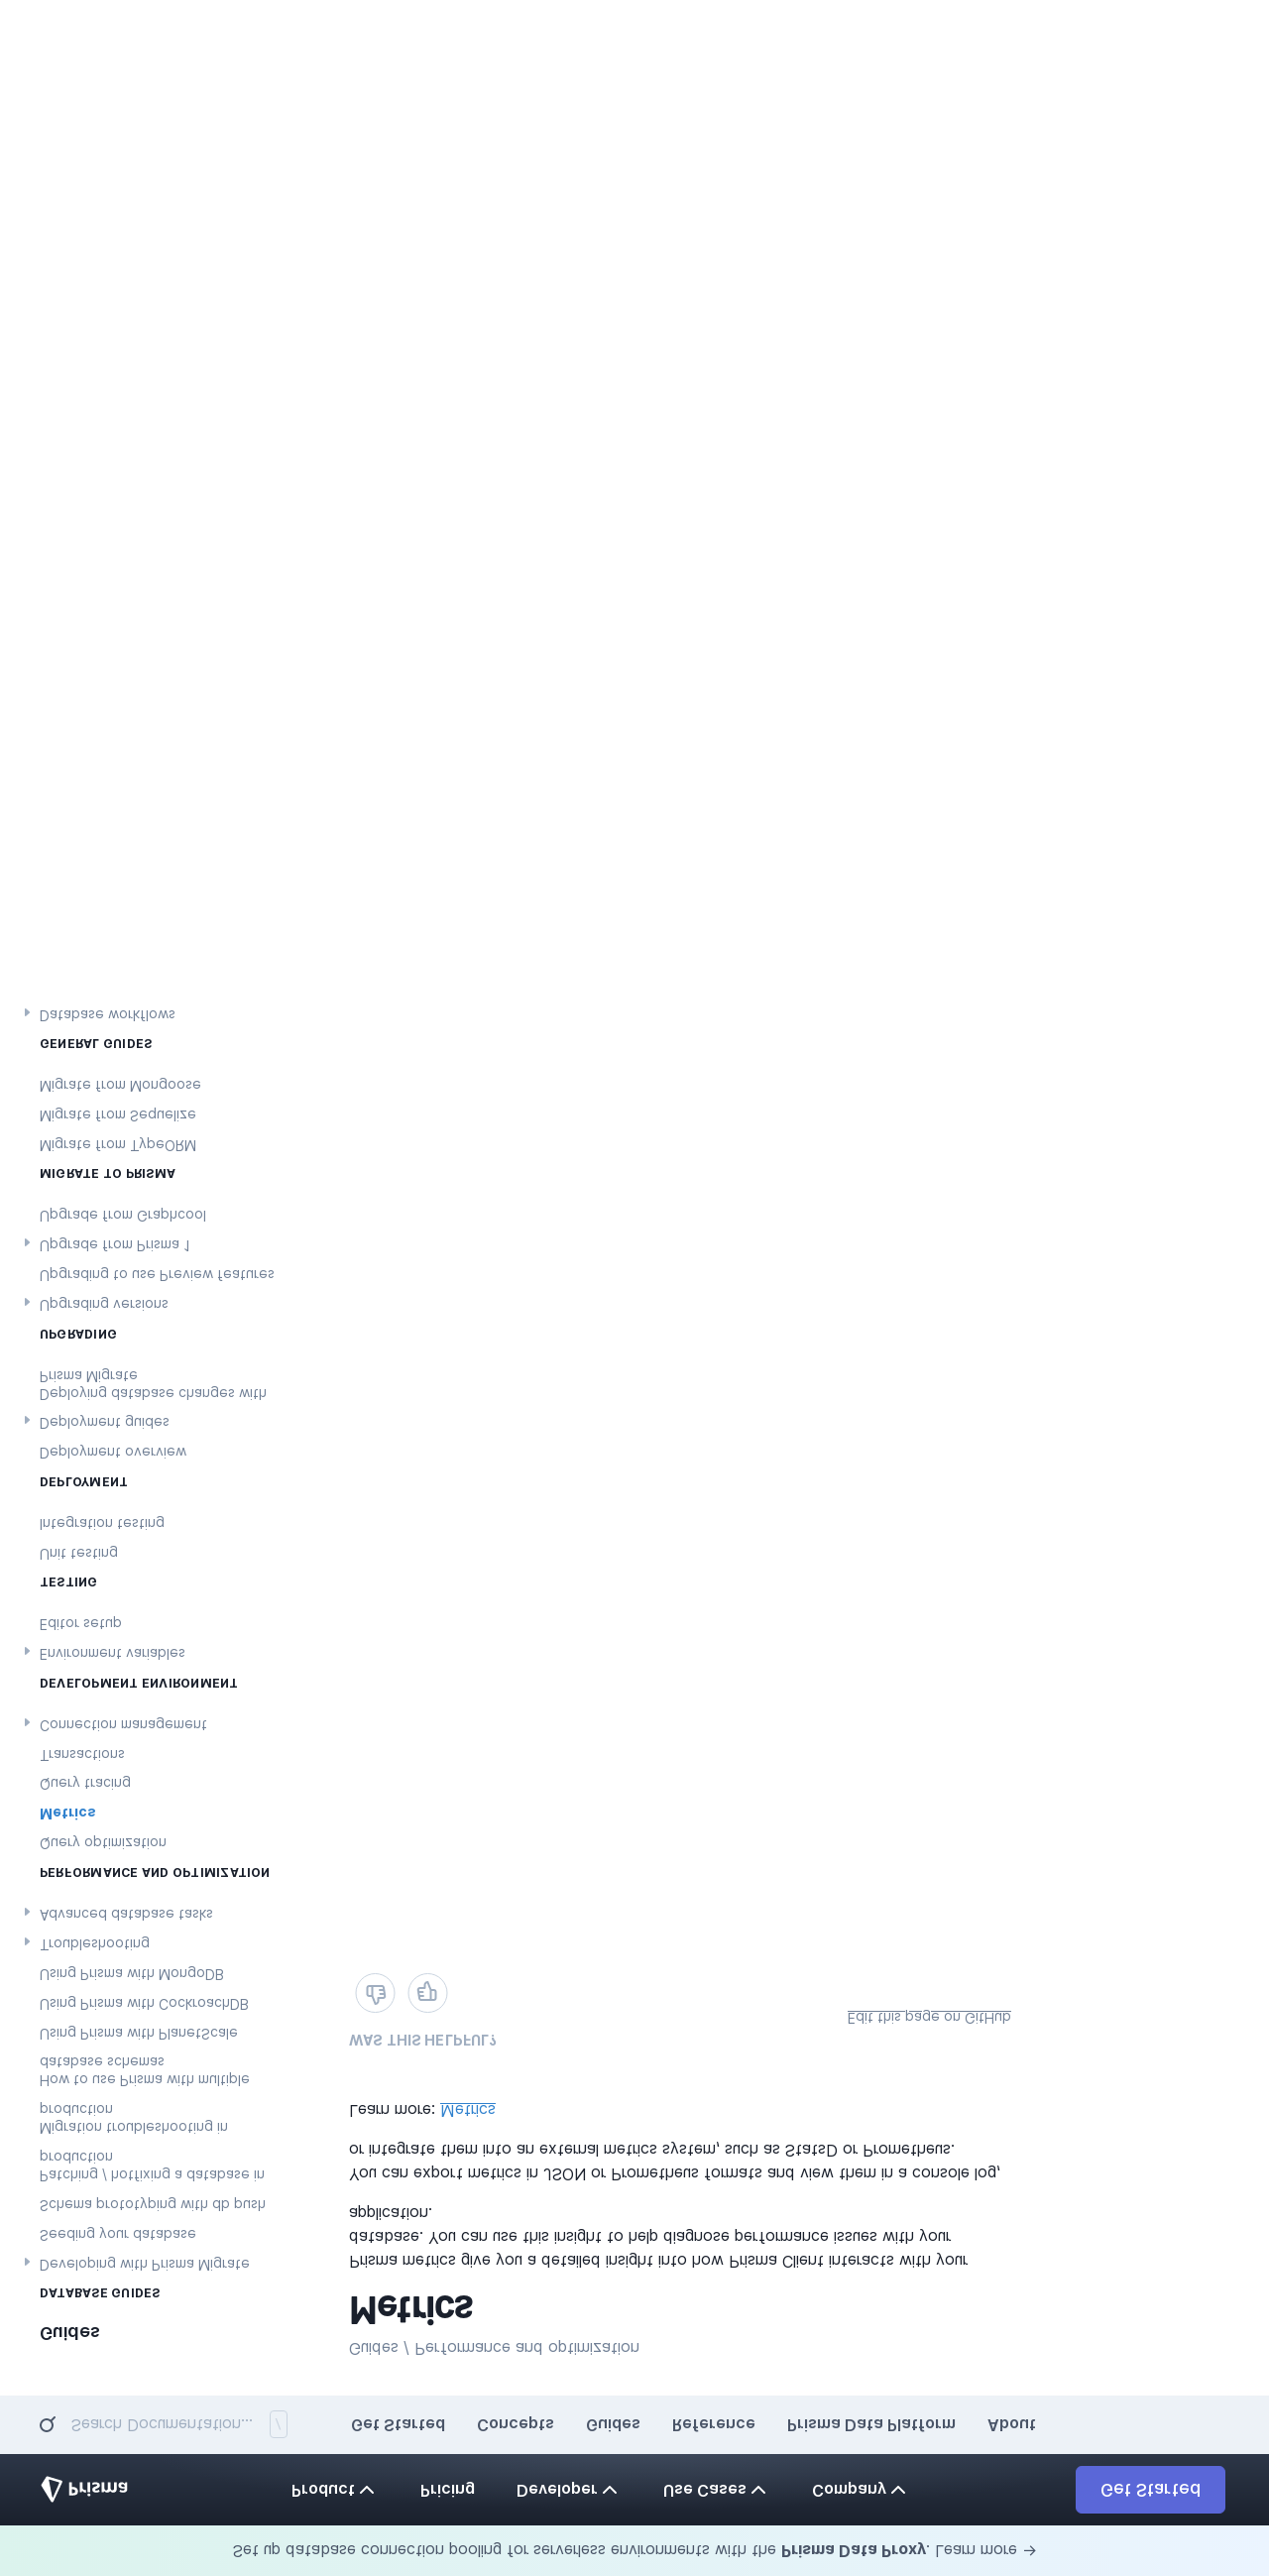 Set up database connection pooling for serverless environments with the Prisma Data Proxy. Learn more →
Prisma
Product
Pricing
Developer
Use Cases
Company
Get Started
Search Documentation...
/
Get Started
Concepts
Guides
Reference
Prisma Data Platform
About
Guides
DATABASE GUIDES
Developing with Prisma Migrate
Seeding your database
Schema prototyping with db push
Patching / hotfixing a database in
production
Migration troubleshooting in
production
How to use Prisma with multiple
database schemas
Using Prisma with PlanetScale
Using Prisma with CockroachDB
Using Prisma with MongoDB
Troubleshooting
Advanced database tasks
PERFORMANCE AND OPTIMIZATION
Query optimization
Metrics
Query tracing
Transactions
Connection management
DEVELOPMENT ENVIRONMENT
Environment variables
Editor setup
TESTING
Unit testing
Integration testing
DEPLOYMENT
Deployment overview
Deployment guides
Deploying database changes with
Prisma Migrate
UPGRADING
Upgrading versions
Upgrading to use Preview features
Upgrade from Prisma 1
Upgrade from Graphcool
MIGRATE TO PRISMA
Migrate from TypeORM
Migrate from Sequelize
Migrate from Mongoose
GENERAL GUIDES
Database workflows
Guides / Performance and optimization
Metrics
Prisma metrics give you a detailed insight into how Prisma Client interacts with your
database. You can use this insight to help diagnose performance issues with your
application.
You can export metrics in JSON or Prometheus formats and view them in a console log,
or integrate them into an external metrics system, such as StatsD or Prometheus.
Learn more: Metrics
WAS THIS HELPFUL?
Edit this page on GitHub